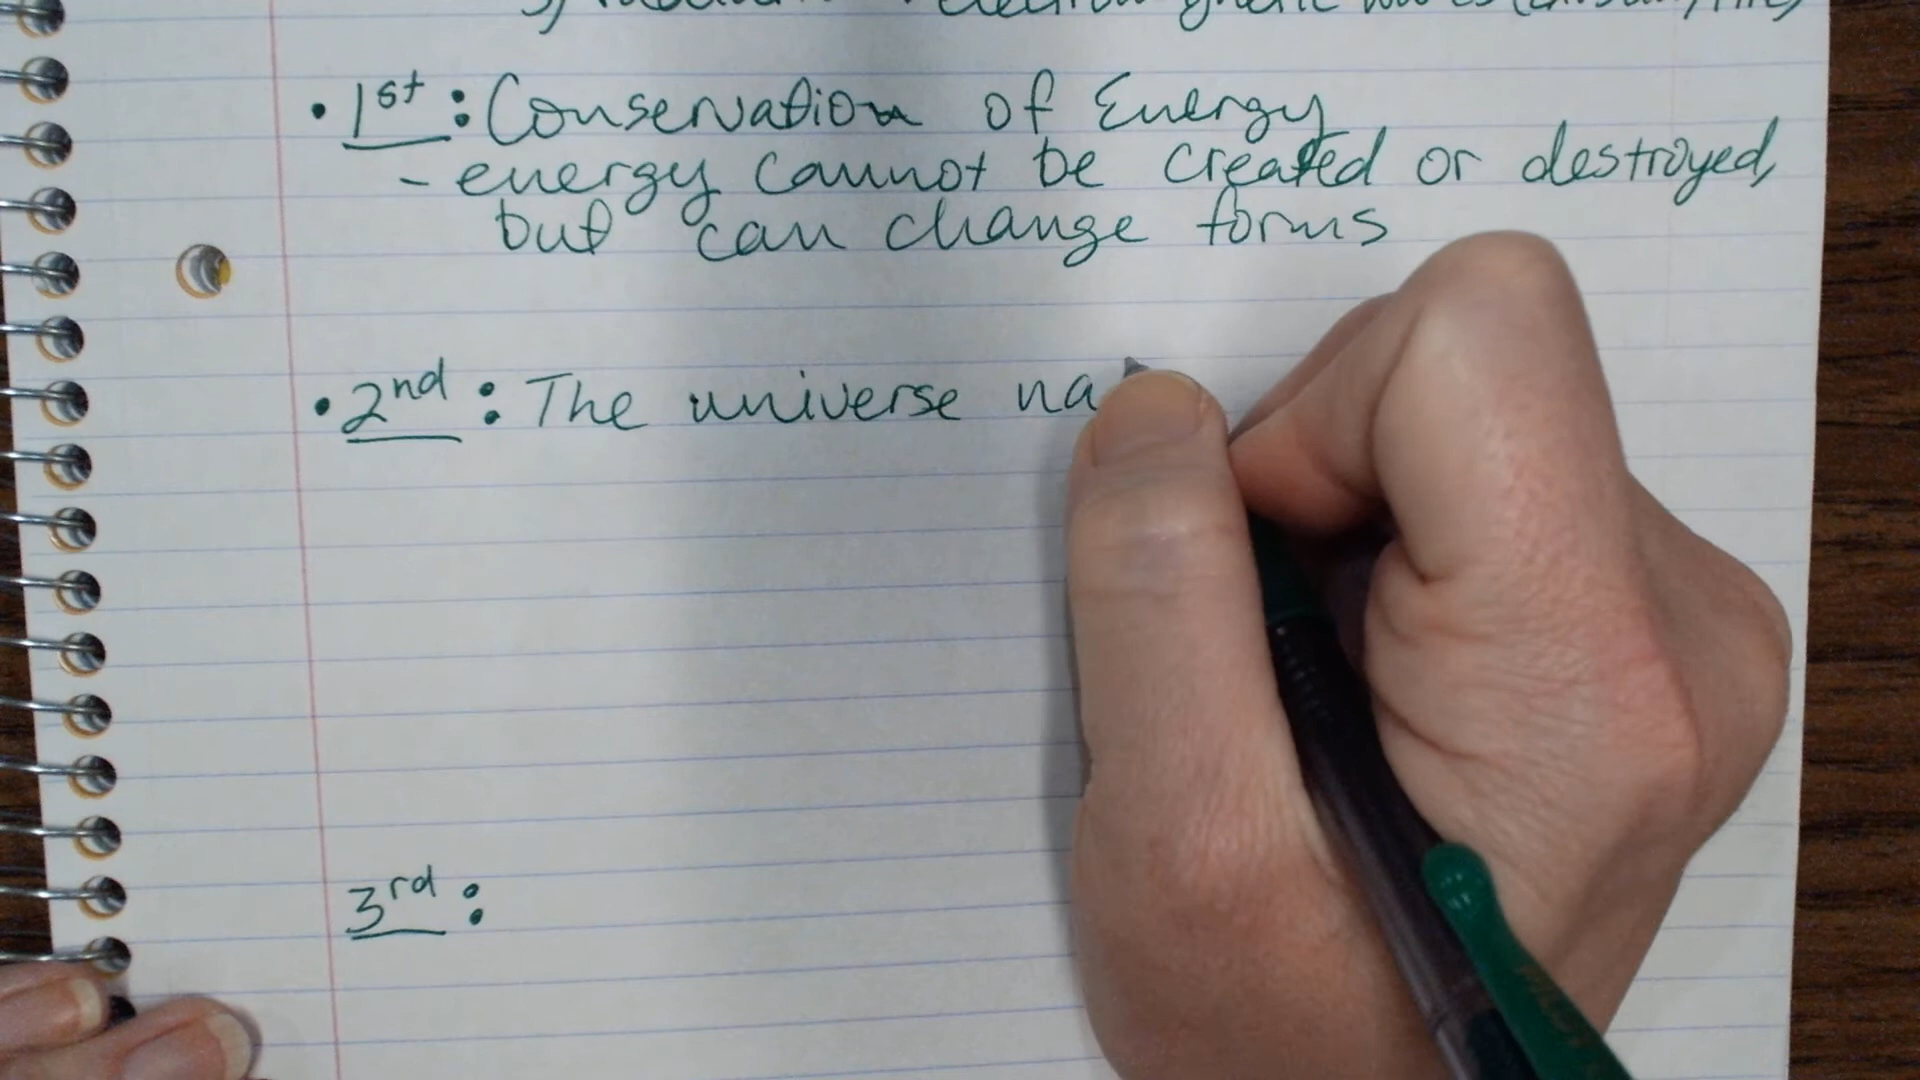 • 1st : Conservation of Energy
- energy cannot be created or destroyed,
but can change forms
• 2nd : The universe na
3rd :